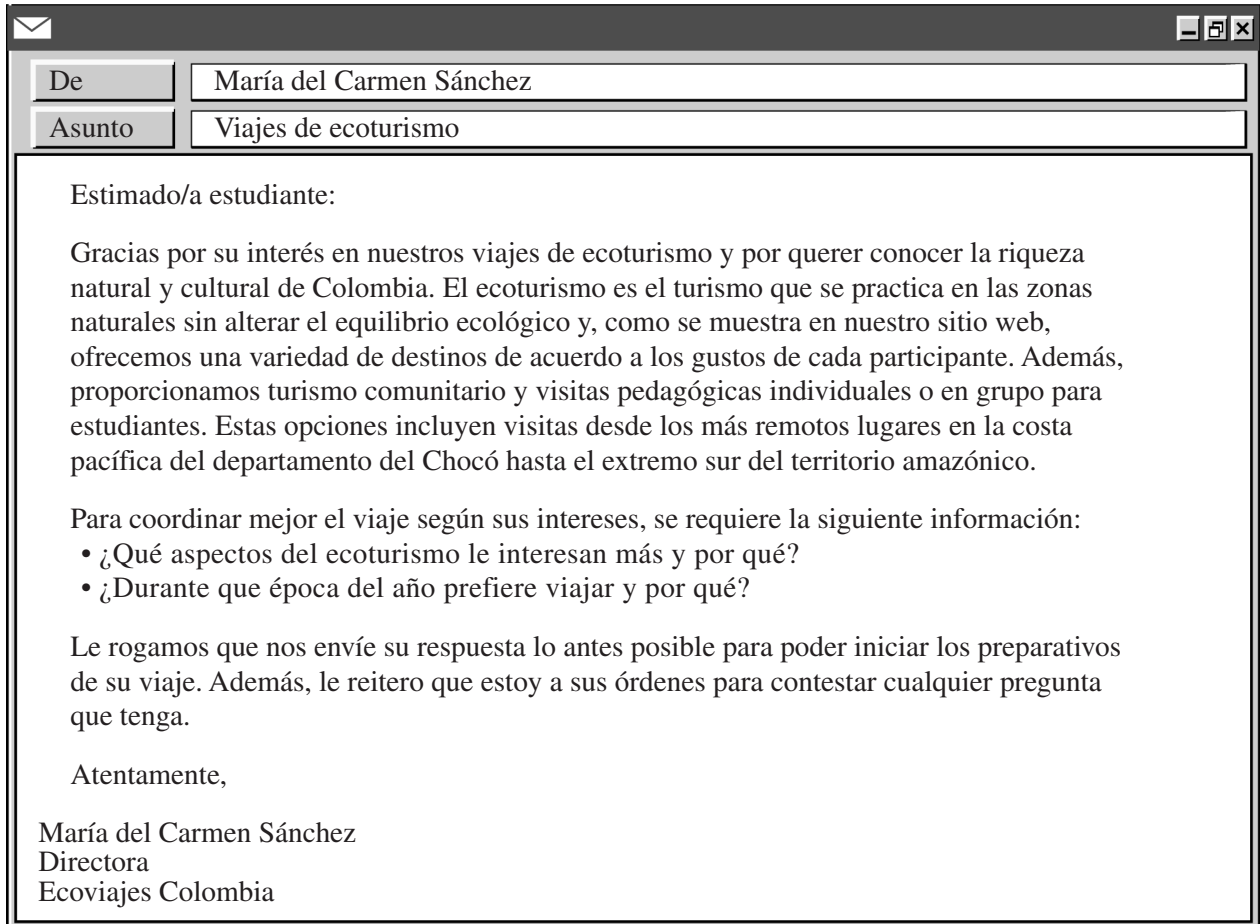 De
María del Carmen Sánchez
Asunto
Viajes de ecoturismo
Estimado/a estudiante:
Gracias por su interés en nuestros viajes de ecoturismo y por querer conocer la riqueza
natural y cultural de Colombia. El ecoturismo es el turismo que se practica en las zonas
naturales sin alterar el equilibrio ecológico y, como se muestra en nuestro sitio web,
ofrecemos una variedad de destinos de acuerdo a los gustos de cada participante. Además,
proporcionamos turismo comunitario y visitas pedagógicas individuales o en grupo para
estudiantes. Estas opciones incluyen visitas desde los más remotos lugares en la costa
pacífica del departamento del Chocó hasta el extremo sur del territorio amazónico.
Para coordinar mejor el viaje según sus intereses, se requiere la siguiente información:
• ¿Qué aspectos del ecoturismo le interesan más y por qué?
• ¿Durante que época del año prefiere viajar y por qué?
Le rogamos que nos envíe su respuesta lo antes posible para poder iniciar los preparativos
de su viaje. Además, le reitero que estoy a sus órdenes para contestar cualquier pregunta
que tenga.
Atentamente,
María del Carmen Sánchez
Directora
Ecoviajes Colombia